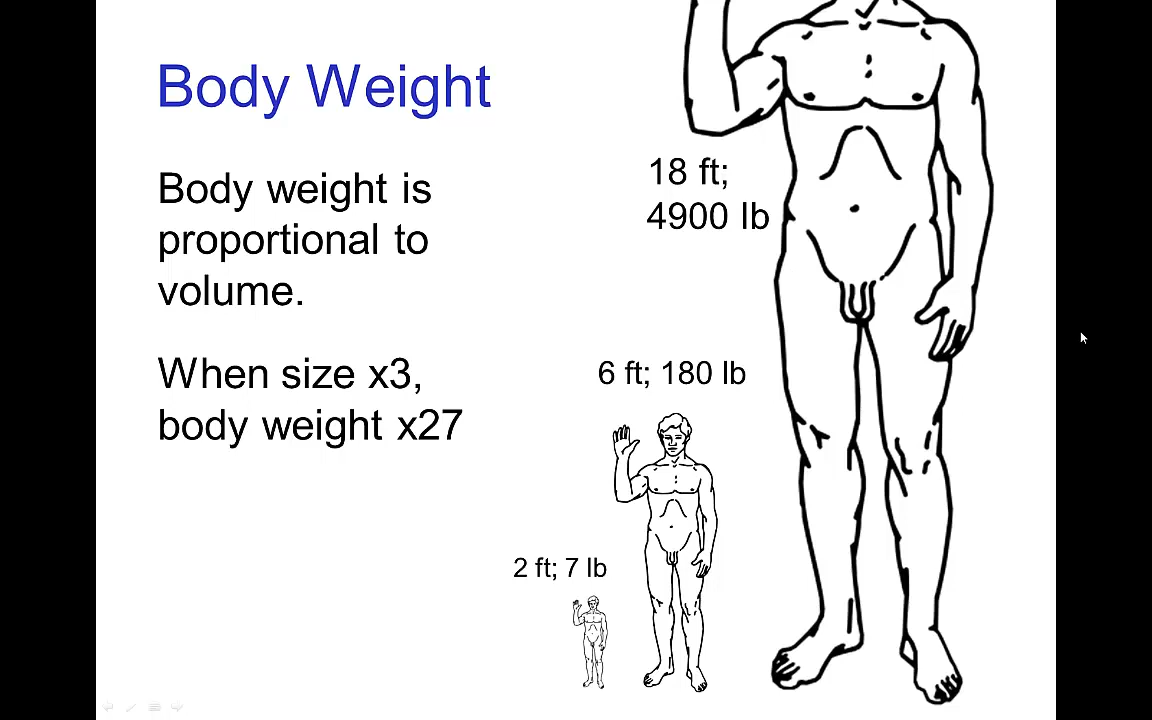 Body Weight
Body weight is
proportional to
volume.
When size x3,
body weight x27
18 ft;
4900 lb
6 ft; 180 lb
2 ft; 7 lb